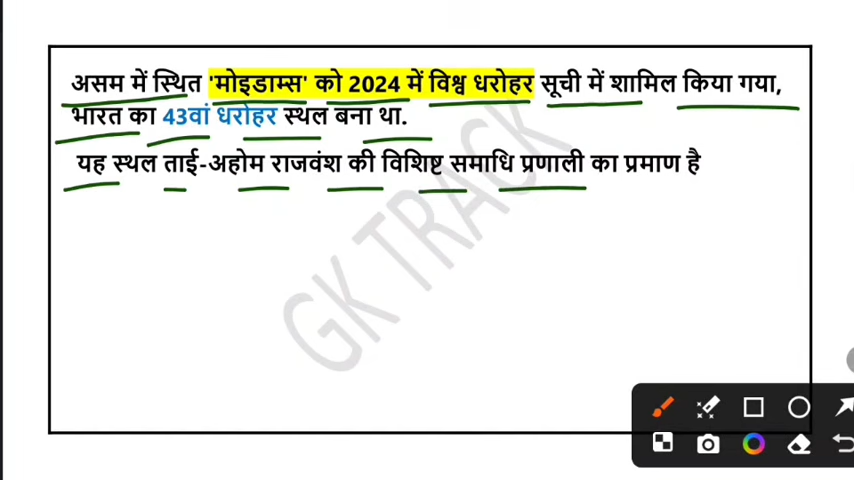 असम में स्थित 'मोइडाम्स' को 2024 में विश्व धरोहर सूची में शामिल किया गया,
भारत का 43वां धरोहर स्थल बना था.
यह स्थल ताई-अहोम राजवंश की विशिष्ट समाधि प्रणाली का प्रमाण है
GK TRACK